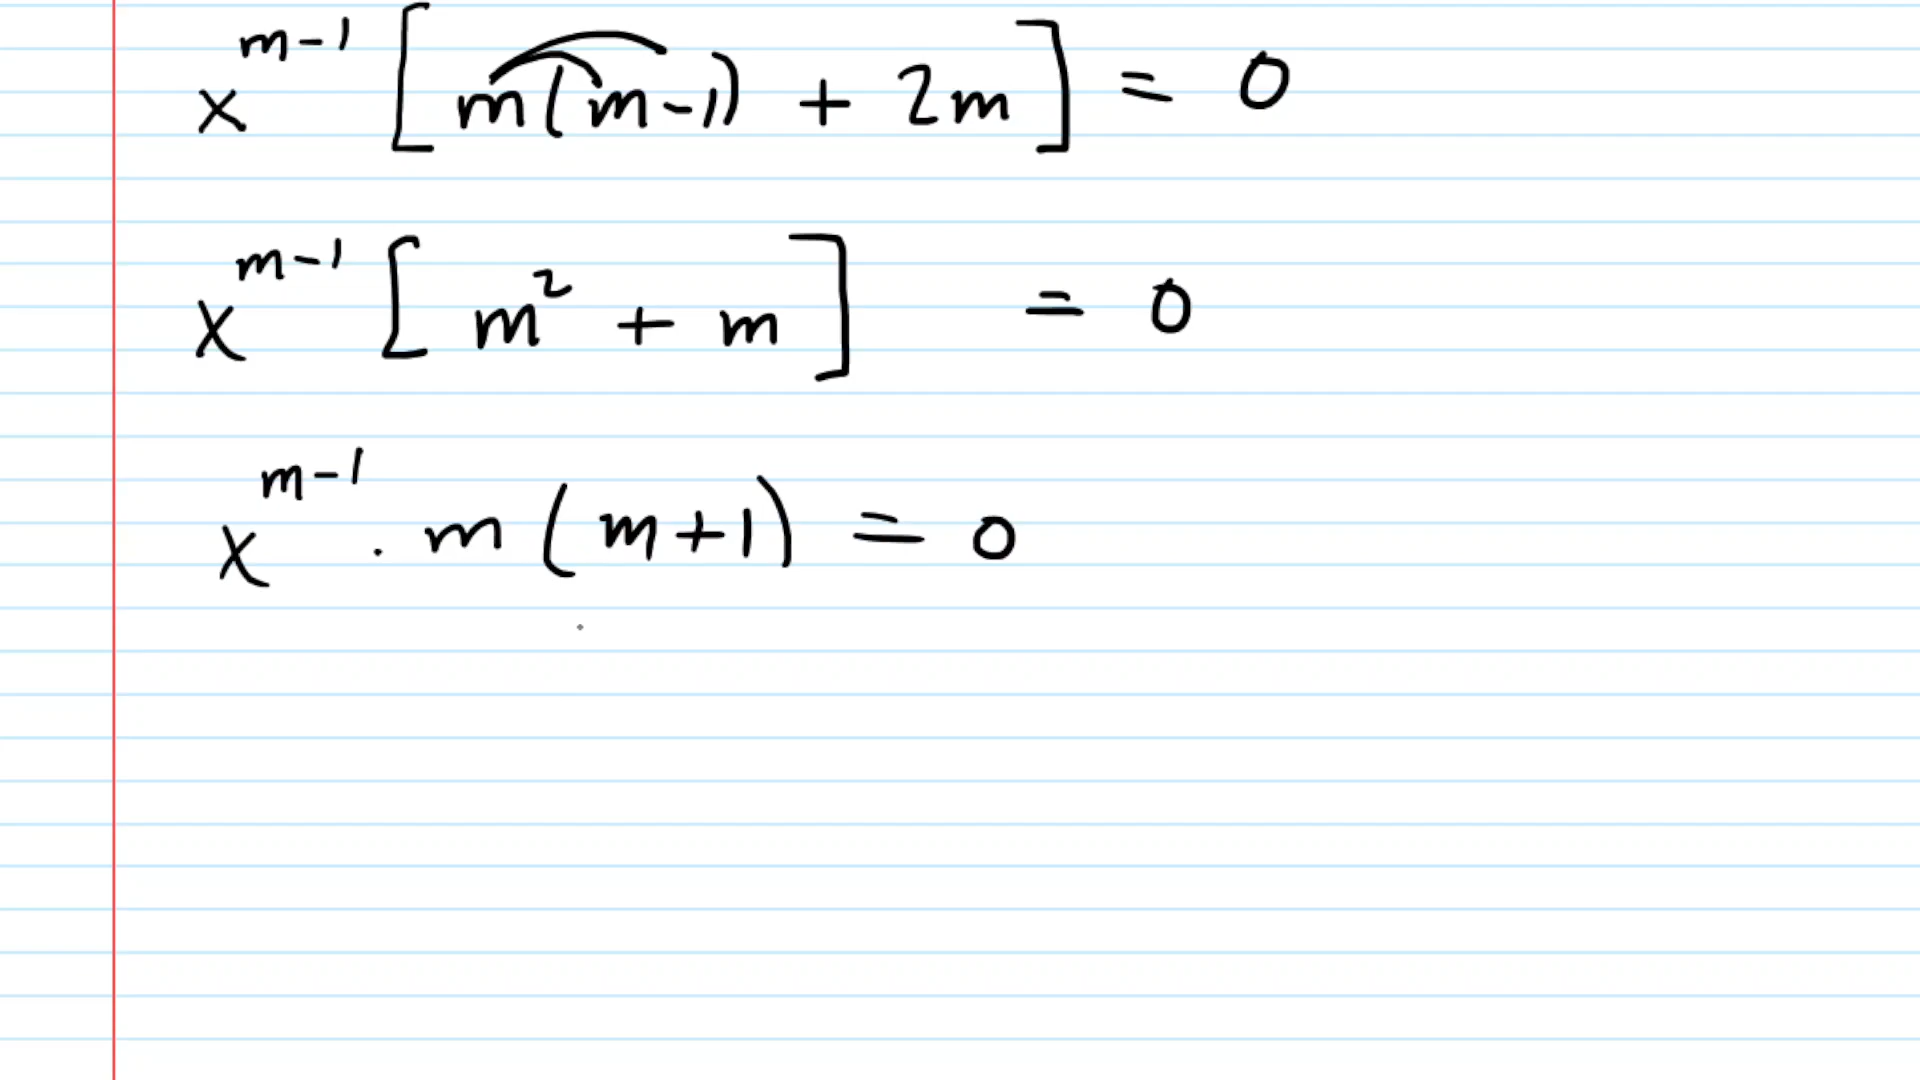 x^{m-1} [ m(m-1) + 2m ] = 0
x^{m-1} [ m^2 + m ] = 0
x^{m-1} · m(m+1) = 0